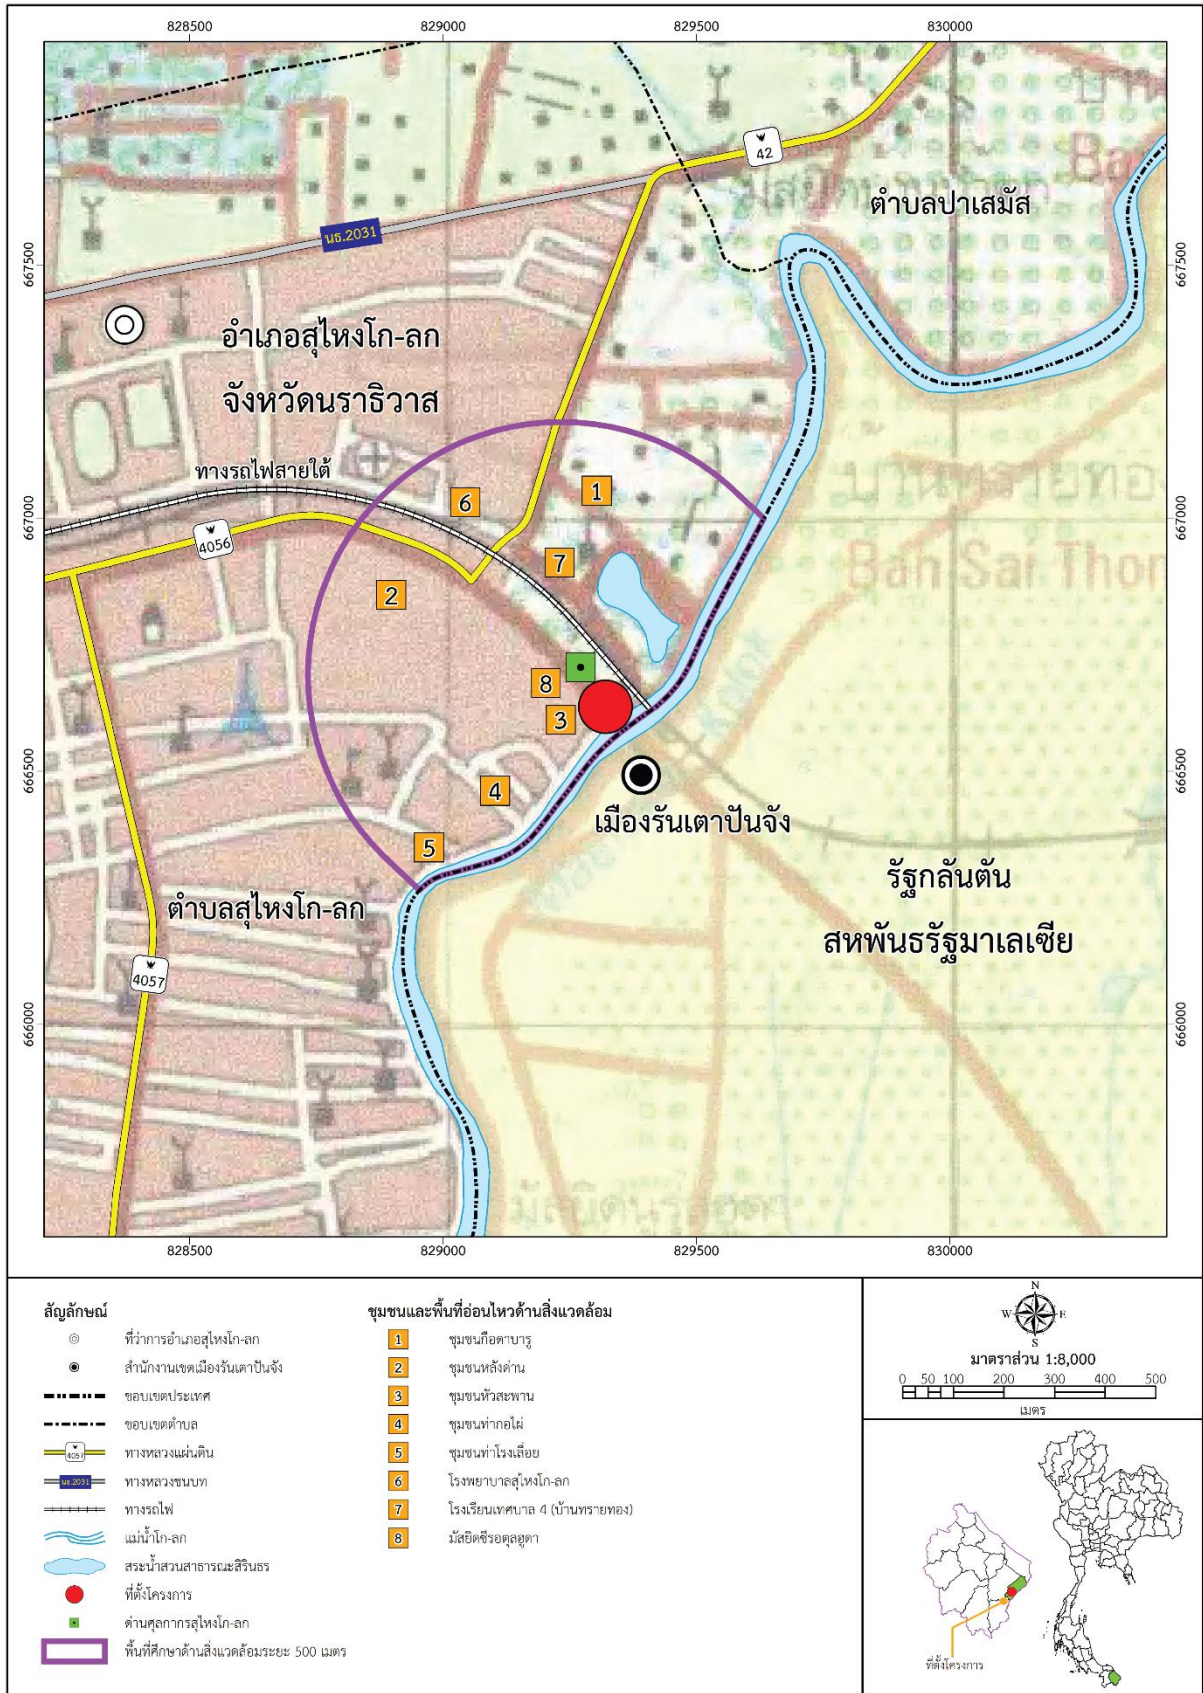 828500 829000 829500 830000
42
ตำบลปาเสมัส
นธ.2031
667500 667500
อำเภอสุไหงโก-ลก
จังหวัดนราธิวาส
ทางรถไฟสายใต้
6 1
667000 667000
4056
7
Ban Sai Thon
2
8
3
666500 666500
4
เมืองรันเตาปันจัง
5
รัฐกลันตัน
ตำบลสุไหงโก-ลก
สหพันธรัฐมาเลเซีย
4057
666000 666000
828500 829000 829500 830000
สัญลักษณ์
ที่ว่าการอำเภอสุไหงโก-ลก
สำนักงานเขตเมืองรันเตาปันจัง
ขอบเขตประเทศ
ขอบเขตตำบล
4057 ทางหลวงแผ่นดิน
นธ.2031 ทางหลวงชนบท
ทางรถไฟ
แม่น้ำโก-ลก
สระน้ำสวนสาธารณะสิรินธร
ที่ตั้งโครงการ
ด่านศุลกากรสุไหงโก-ลก
พื้นที่ศึกษาด้านสิ่งแวดล้อมระยะ 500 เมตร
ชุมชนและพื้นที่อ่อนไหวด้านสิ่งแวดล้อม
1 ชุมชนกือดาบารู
2 ชุมชนหลังด่าน
3 ชุมชนหัวสะพาน
4 ชุมชนท่ากอไผ่
5 ชุมชนท่าโรงเลื่อย
6 โรงพยาบาลสุไหงโก-ลก
7 โรงเรียนเทศบาล 4 (บ้านทรายทอง)
8 มัสยิดซีรอตุลฮูดา
N
W E
S
มาตราส่วน 1:8,000
0 50 100 200 300 400 500
เมตร
ที่ตั้งโครงการ